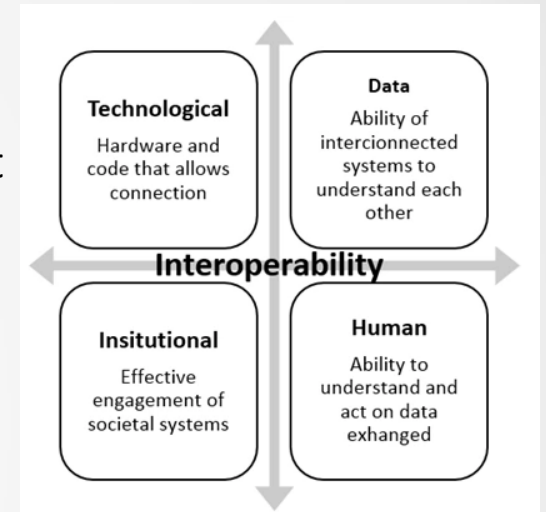 Technological
Hardware and
code that allows
connection
Data
Ability of
intercionnected
systems to
understand each
other
t
Interoperability
Insitutional
Effective
engagement of
societal systems
Human
Ability to
understand and
act on data
exhanged